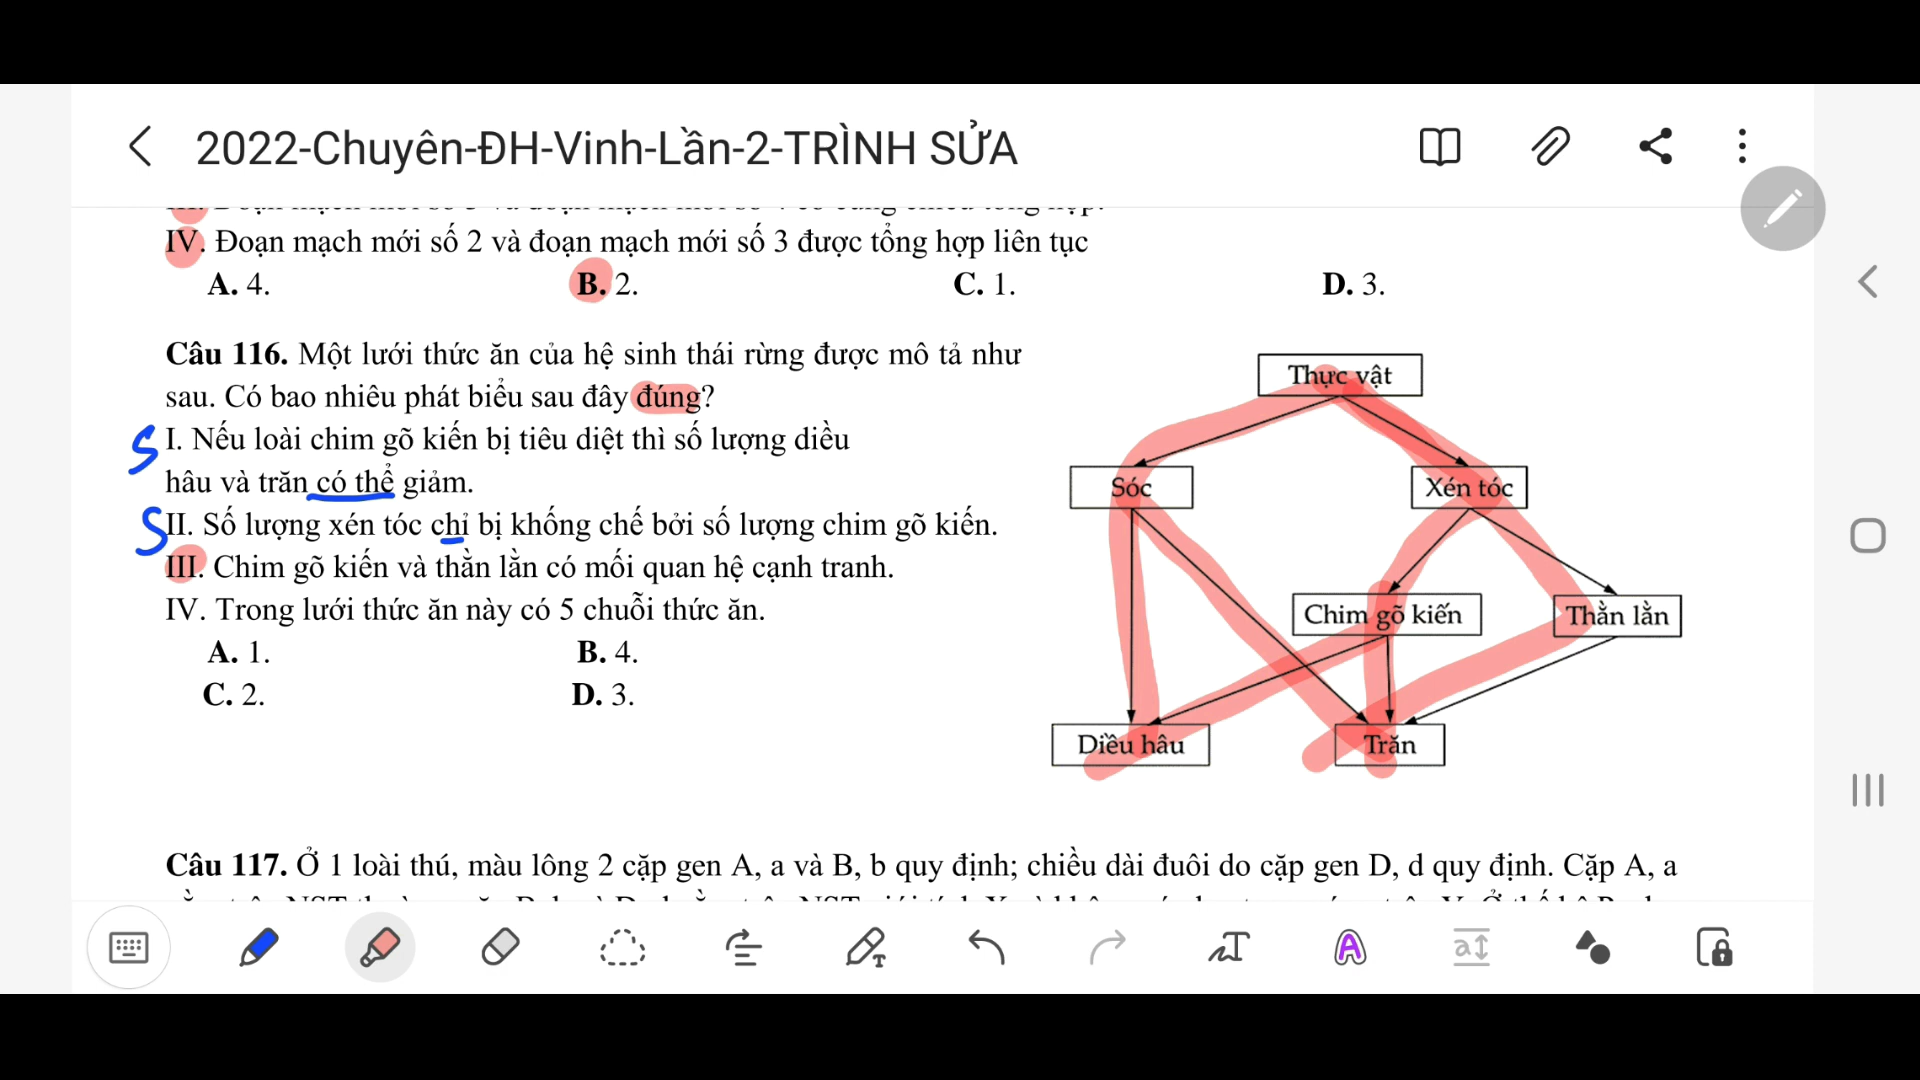 2022-Chuyên-ĐH-Vinh-Lần-2-TRÌNH SỬA
IV. Đoạn mạch mới số 2 và đoạn mạch mới số 3 được tổng hợp liên tục
A. 4. B. 2. C. 1. D. 3.
Câu 116. Một lưới thức ăn của hệ sinh thái rừng được mô tả như
sau. Có bao nhiêu phát biểu sau đây đúng?
S I. Nếu loài chim gõ kiến bị tiêu diệt thì số lượng diều
hâu và trăn có thể giảm.
S II. Số lượng xén tóc chỉ bị khống chế bởi số lượng chim gõ kiến.
III. Chim gõ kiến và thằn lằn có mối quan hệ cạnh tranh.
IV. Trong lưới thức ăn này có 5 chuỗi thức ăn.
A. 1. B. 4.
C. 2. D. 3.
Thực vật
Sóc Xén tóc
Chim gõ kiến Thằn lằn
Diều hâu Trăn
Câu 117. Ở 1 loài thú, màu lông 2 cặp gen A, a và B, b quy định; chiều dài đuôi do cặp gen D, d quy định. Cặp A, a